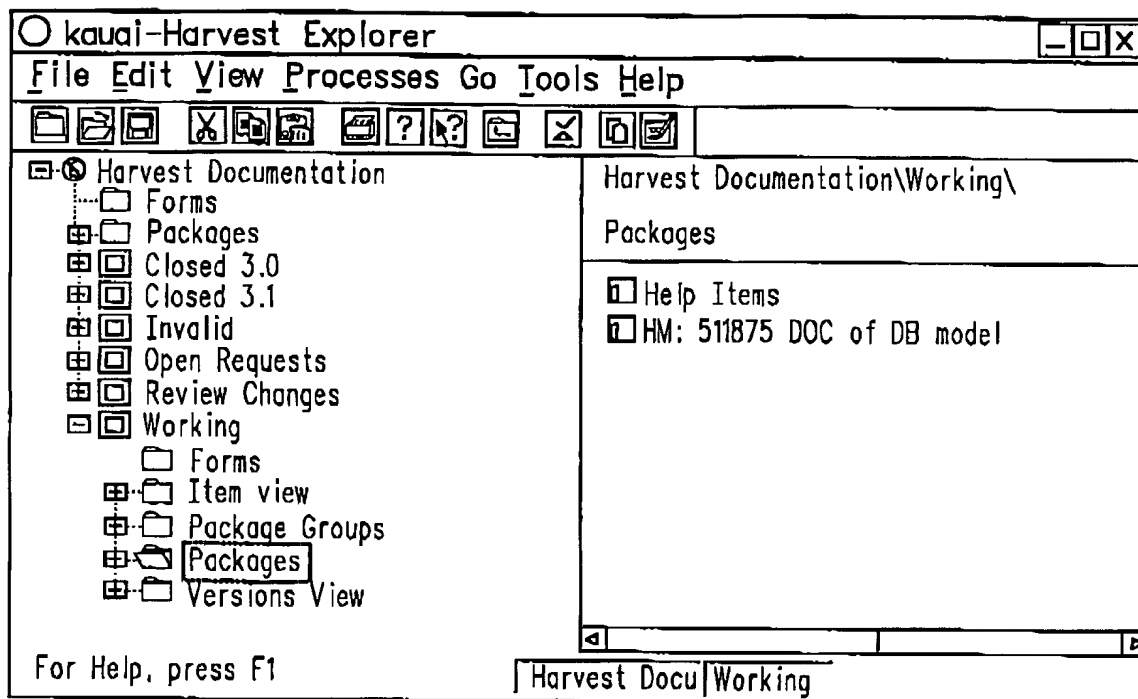 kauai-Harvest Explorer
File Edit View Processes Go Tools Help
Harvest Documentation
Forms
Packages
Closed 3.0
Closed 3.1
Invalid
Open Requests
Review Changes
Working
Forms
Item view
Package Groups
Packages
Versions View
Harvest Documentation\Working\
Packages
Help Items
HM: 511875 DOC of DB model
For Help, press F1
Harvest Docu Working